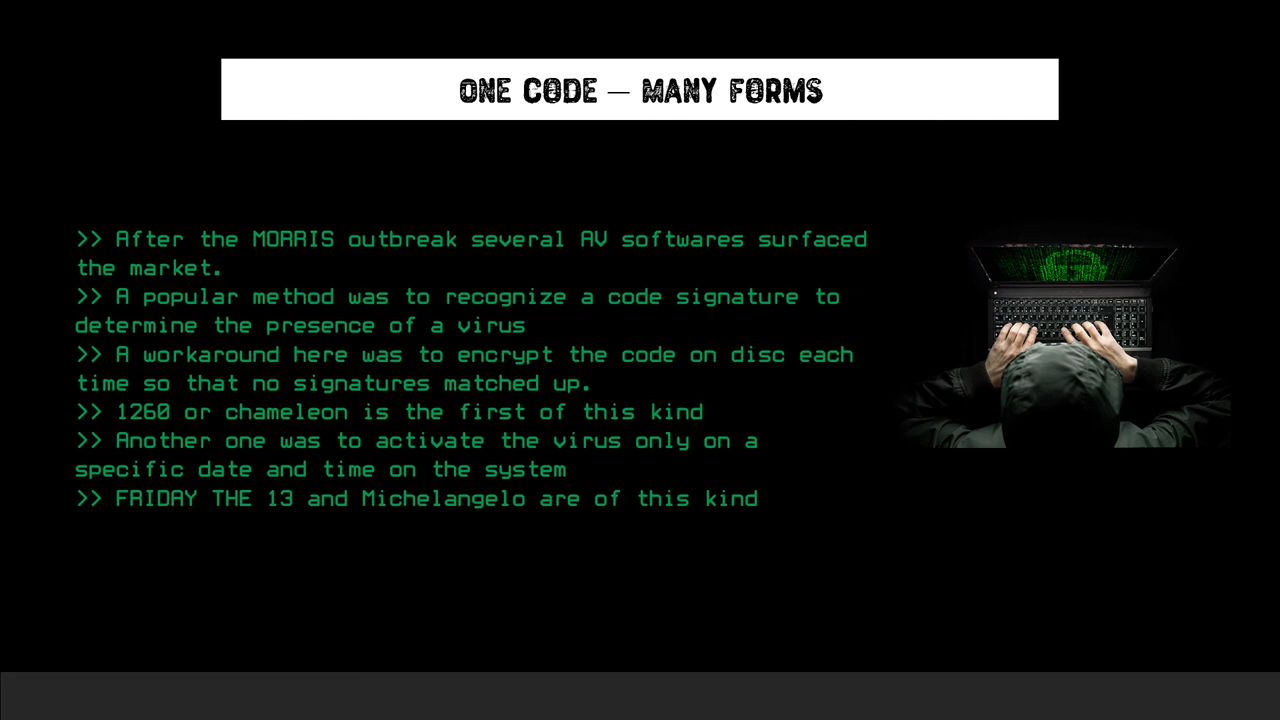 ONE CODE — MANY FORMS
>> After the MORRIS outbreak several AV softwares surfaced
the market.
>> A popular method was to recognize a code signature to
determine the presence of a virus
>> A workaround here was to encrypt the code on disc each
time so that no signatures matched up.
>> 1260 or chameleon is the first of this kind
>> Another one was to activate the virus only on a
specific date and time on the system
>> FRIDAY THE 13 and Michelangelo are of this kind